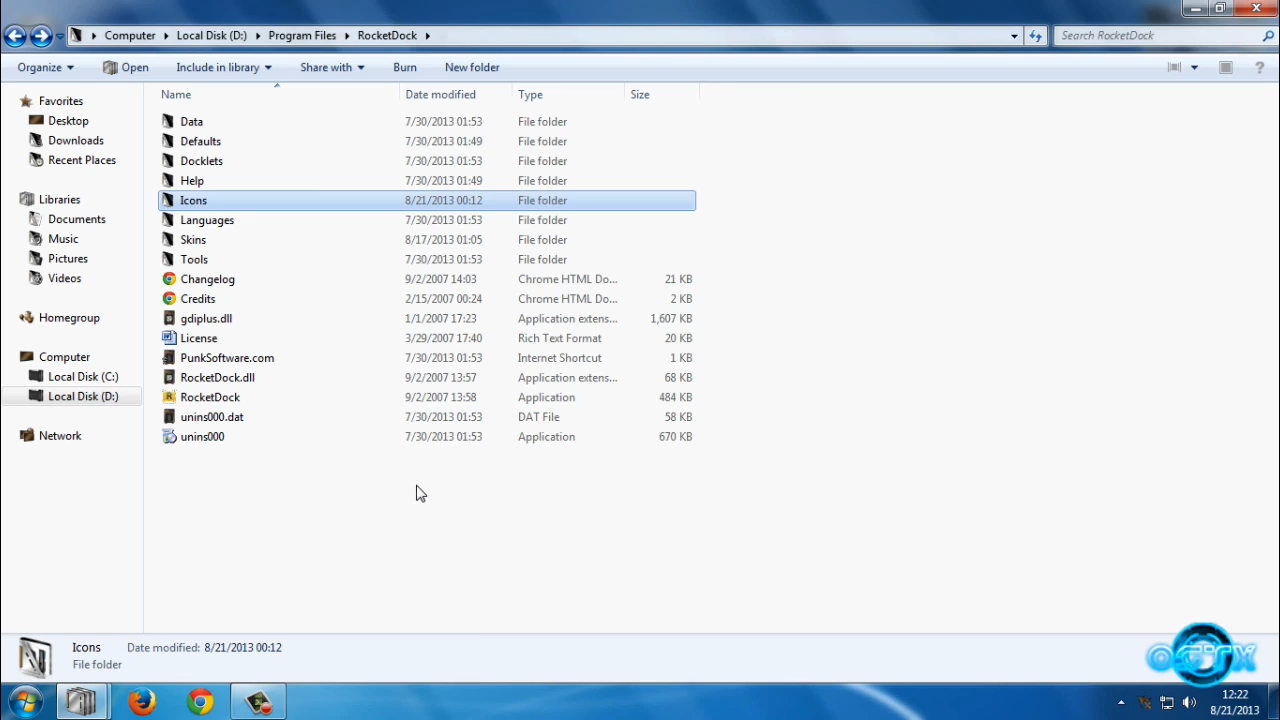 Computer Local Disk (D:) Program Files RocketDock
Search RocketDock
Organize Open Include in library Share with Burn New folder
Name Date modified Type Size
Favorites
Desktop
Downloads
Recent Places
Libraries
Documents
Music
Pictures
Videos
Homegroup
Computer
Local Disk (C:)
Local Disk (D:)
Network
Data 7/30/2013 01:53 File folder
Defaults 7/30/2013 01:49 File folder
Docklets 7/30/2013 01:53 File folder
Help 7/30/2013 01:49 File folder
Icons 8/21/2013 00:12 File folder
Languages 7/30/2013 01:53 File folder
Skins 8/17/2013 01:05 File folder
Tools 7/30/2013 01:53 File folder
Changelog 9/2/2007 14:03 Chrome HTML Do... 21 KB
Credits 2/15/2007 00:24 Chrome HTML Do... 2 KB
gdiplus.dll 1/1/2007 17:23 Application extens... 1,607 KB
License 3/29/2007 17:40 Rich Text Format 20 KB
PunkSoftware.com 7/30/2013 01:53 Internet Shortcut 1 KB
RocketDock.dll 9/2/2007 13:57 Application extens... 68 KB
RocketDock 9/2/2007 13:58 Application 484 KB
unins000.dat 7/30/2013 01:53 DAT File 58 KB
unins000 7/30/2013 01:53 Application 670 KB
Icons Date modified: 8/21/2013 00:12
File folder
12:22
8/21/2013